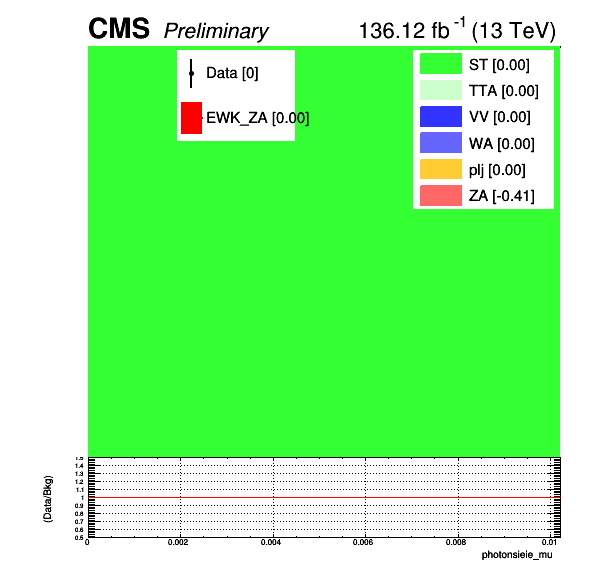 CMS Preliminary 136.12 fb⁻¹ (13 TeV)
Data [0]
EWK_ZA [0.00]
ST [0.00]
TTA [0.00]
VV [0.00]
WA [0.00]
plj [0.00]
ZA [-0.41]
(Data/Bkg)
1.5
1.4
1.3
1.2
1.1
1
0.9
0.8
0.7
0.6
0.5
0 0.002 0.004 0.006 0.008 0.01
photonsieie_mu